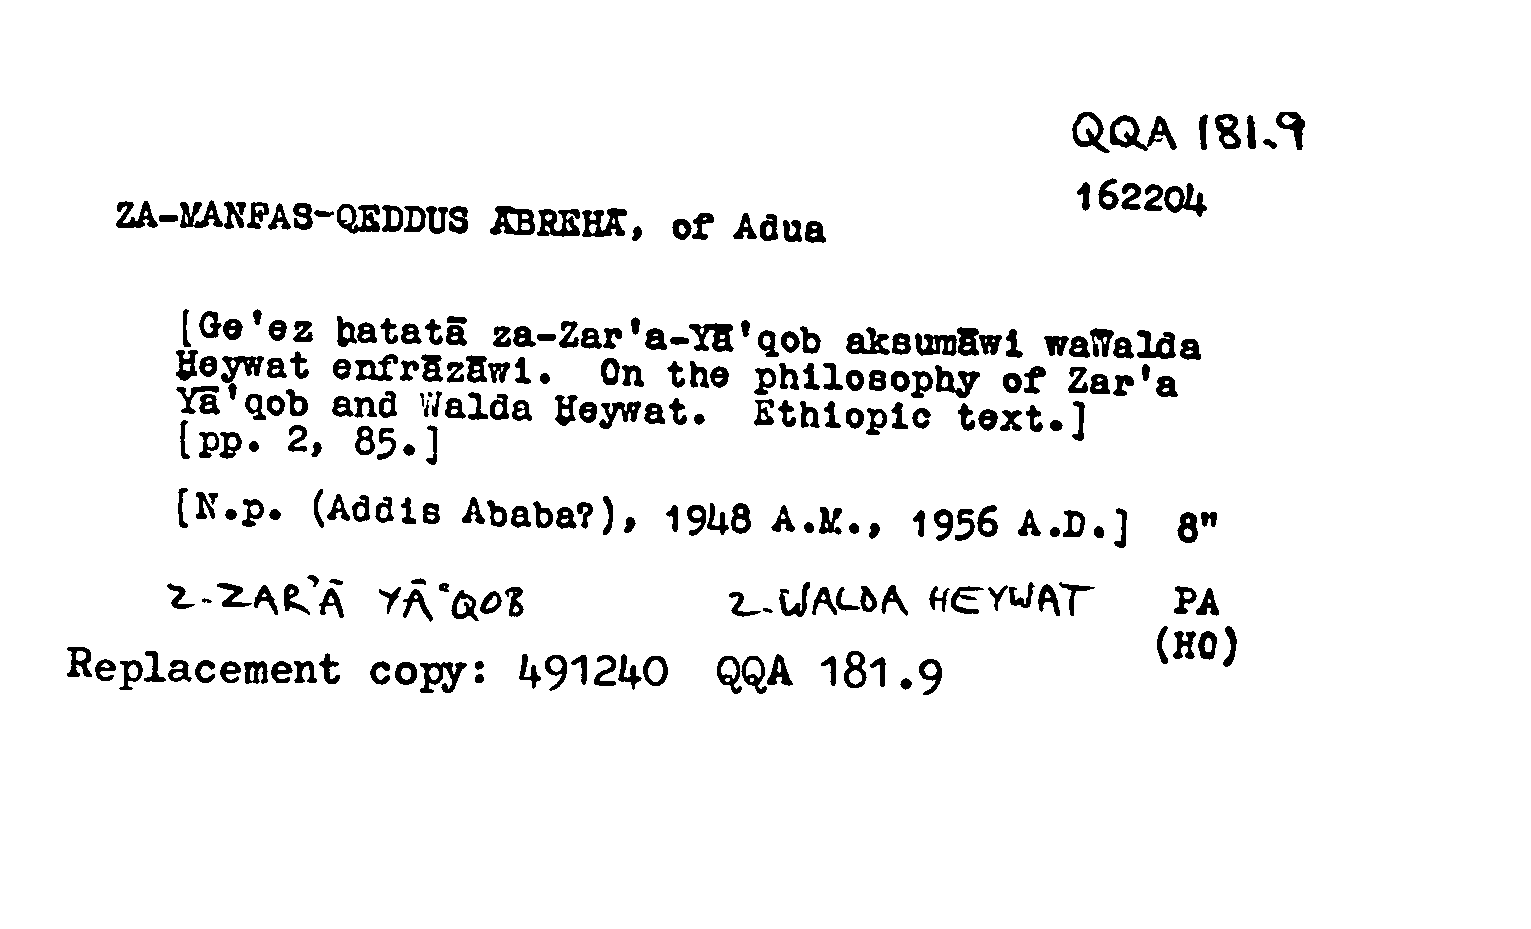 QQA 181.9
162204
ZA-MANFAS-QEDDUS ĀBREHĀ, of Adua
[Ge'ez ḥatatā za-Zar'a-Yā'qob aksumāwi waWalda
Ḥeywat enfrāzāwi. On the philosophy of Zar'a
Yā'qob and Walda Ḥeywat. Ethiopic text.]
[pp. 2, 85.]
[N.p. (Addis Ababa?), 1948 A.M., 1956 A.D.] 8"
2-ZAR'Ā YĀ'QOB 2-WALDA HEYWAT PA
(HO)
Replacement copy: 491240 QQA 181.9